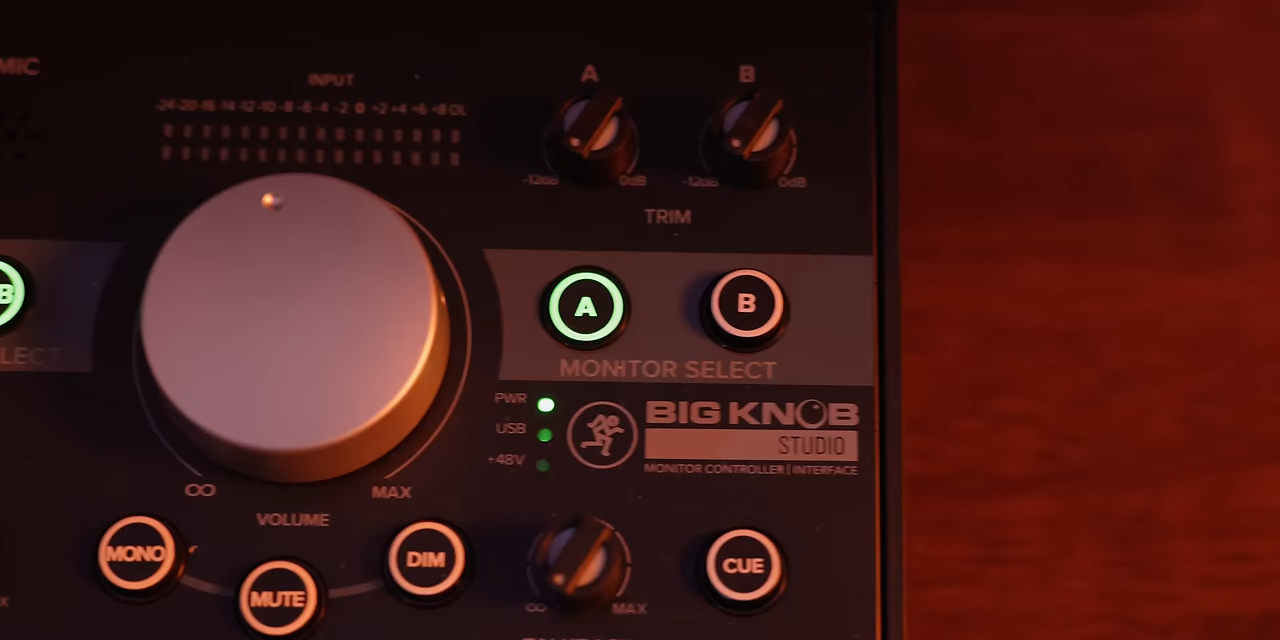 MIC
INPUT
-24 -20 -16 -14 -12 -10 -8 -6 -4 -2 0 +2 +4 +6 +8 OL
A
B
-12dB
0dB
-12dB
0dB
TRIM
B
A
B
LECT
MONITOR SELECT
PWR
USB
+48V
BIG KNOB
STUDIO
MONITOR CONTROLLER | INTERFACE
∞
MAX
VOLUME
MONO
MUTE
DIM
CUE
∞
MAX